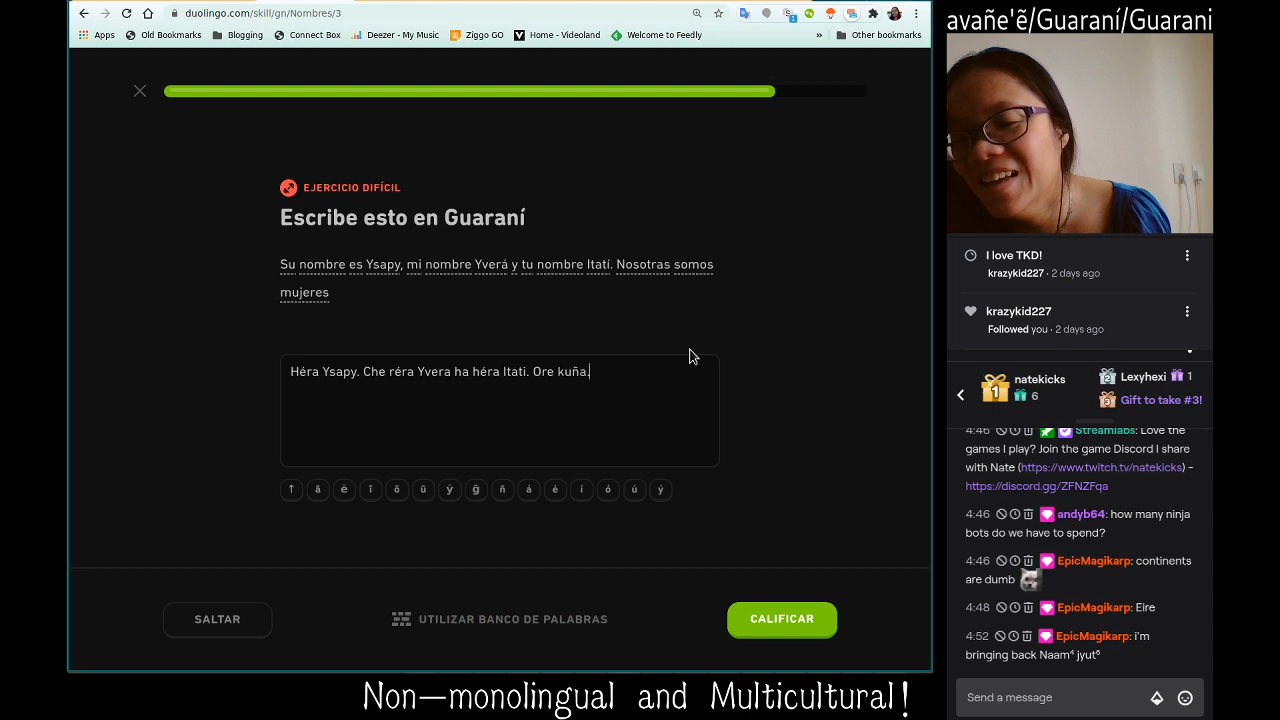 duolingo.com/skill/gn/Nombres/3
Apps Old Bookmarks Blogging Connect Box Deezer - My Music Ziggo GO Home - Videoland Welcome to Feedly » Other bookmarks
EJERCICIO DIFÍCIL
Escribe esto en Guaraní
Su nombre es Ysapy, mi nombre Yverá y tu nombre Itatí. Nosotras somos
mujeres
Héra Ysapy. Che réra Yvera ha héra Itati. Ore kuña.
↑ ã ẽ ĩ õ ũ ỹ g̃ ñ á é í ó ú ý
SALTAR
UTILIZAR BANCO DE PALABRAS
CALIFICAR
avañe'ẽ/Guaraní/Guarani
I love TKD!
krazykid227 · 2 days ago
krazykid227
Followed you · 2 days ago
natekicks
6
Lexyhexi 1
Gift to take #3!
4:46 Streamlabs: Love the
games I play? Join the game Discord I share
with Nate (https://www.twitch.tv/natekicks) -
https://discord.gg/ZFNZFqa
4:46 andyb64: how many ninja
bots do we have to spend?
4:46 EpicMagikarp: continents
are dumb
4:48 EpicMagikarp: Eire
4:52 EpicMagikarp: i'm
bringing back Naam⁴ jyut⁶
Send a message
Non-monolingual and Multicultural!